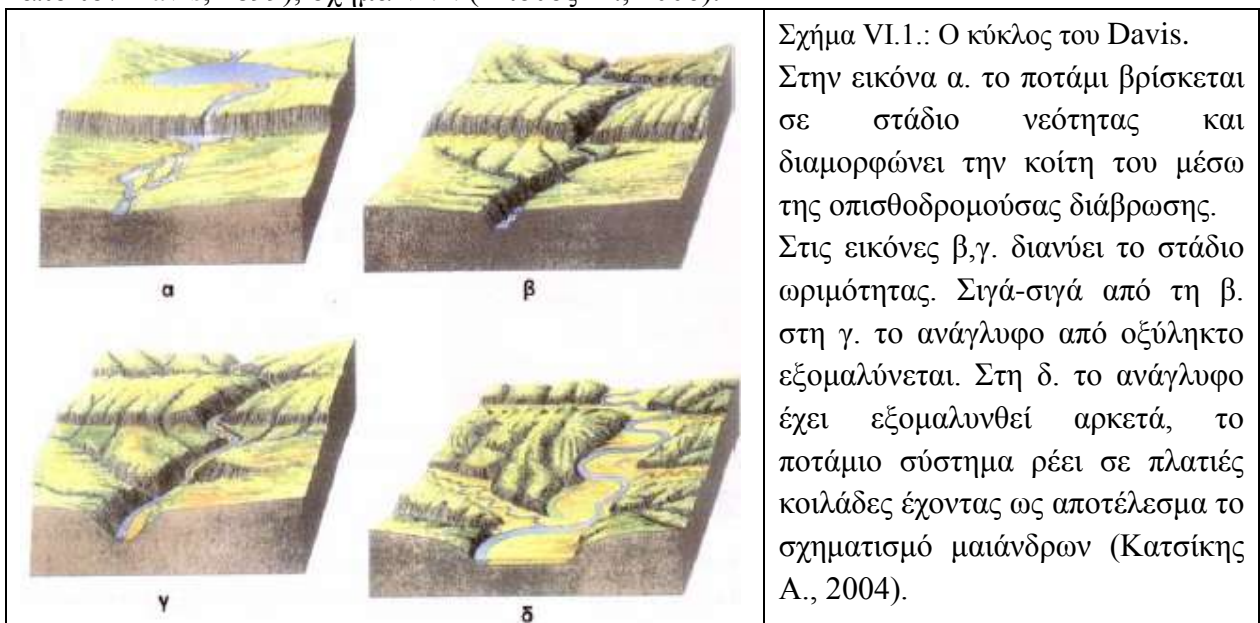 Σχήμα VI.1.: Ο κύκλος του Davis.
Στην εικόνα α. το ποτάμι βρίσκεται
σε στάδιο νεότητας και
διαμορφώνει την κοίτη του μέσω
της οπισθοδρομούσας διάβρωσης.
Στις εικόνες β,γ. διανύει το στάδιο
ωριμότητας. Σιγά-σιγά από τη β.
στη γ. το ανάγλυφο από οξύληκτο
εξομαλύνεται. Στη δ. το ανάγλυφο
έχει εξομαλυνθεί αρκετά, το
ποτάμιο σύστημα ρέει σε πλατιές
κοιλάδες έχοντας ως αποτέλεσμα το
σχηματισμό μαιάνδρων (Κατσίκης
Α., 2004).
α
β
γ
δ